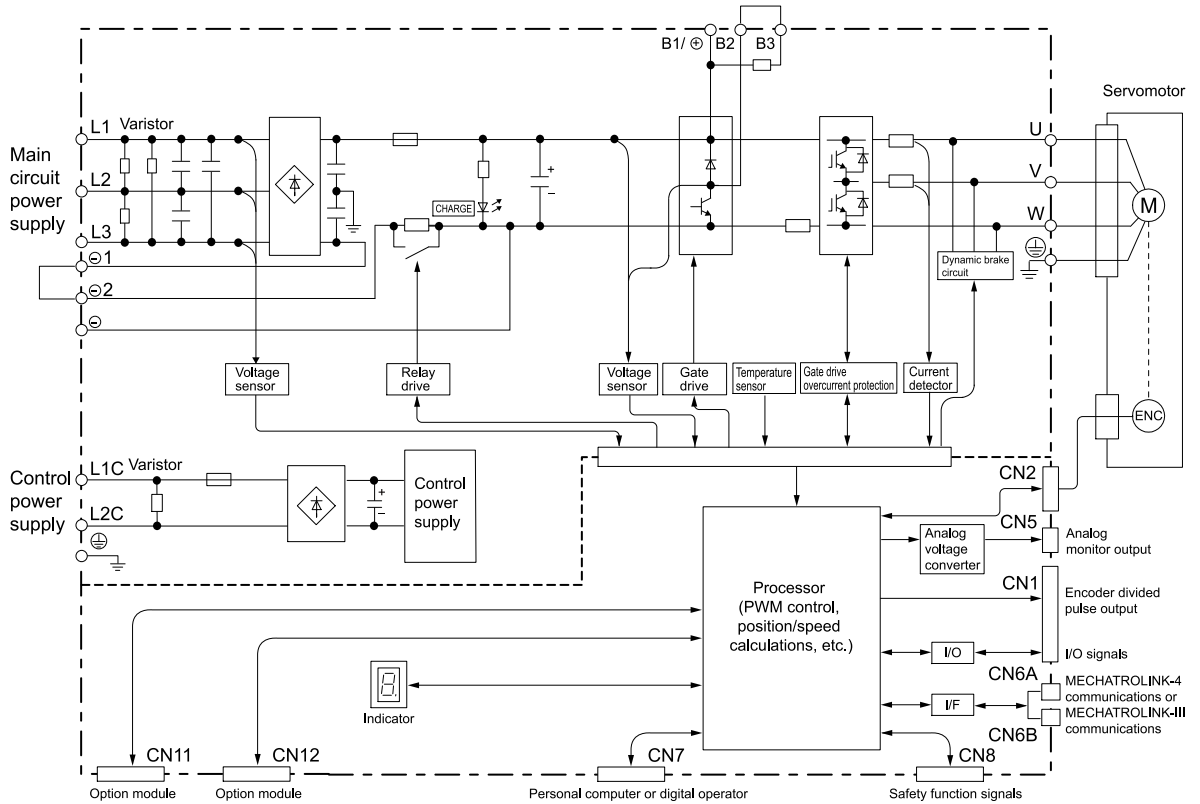 B1/ ⊕ B2 B3
Servomotor
Main
circuit
power
supply
L1 Varistor
L2
L3
⊖1
⊖2
⊖
CHARGE
+
–
U
V
W
M
Dynamic brake
circuit
Voltage
sensor
Relay
drive
Voltage
sensor
Gate
drive
Temperature
sensor
Gate drive
overcurrent protection
Current
detector
ENC
Control
power
supply
L1C Varistor
L2C
+
–
Control
power
supply
CN2
CN5
Analog
voltage
converter
Analog
monitor output
Processor
(PWM control,
position/speed
calculations, etc.)
CN1
Encoder divided
pulse output
I/O
I/O signals
CN6A
MECHATROLINK-4
communications or
MECHATROLINK-III
communications
I/F
CN6B
8.
Indicator
CN11
CN12
CN7
CN8
Option module
Option module
Personal computer or digital operator
Safety function signals